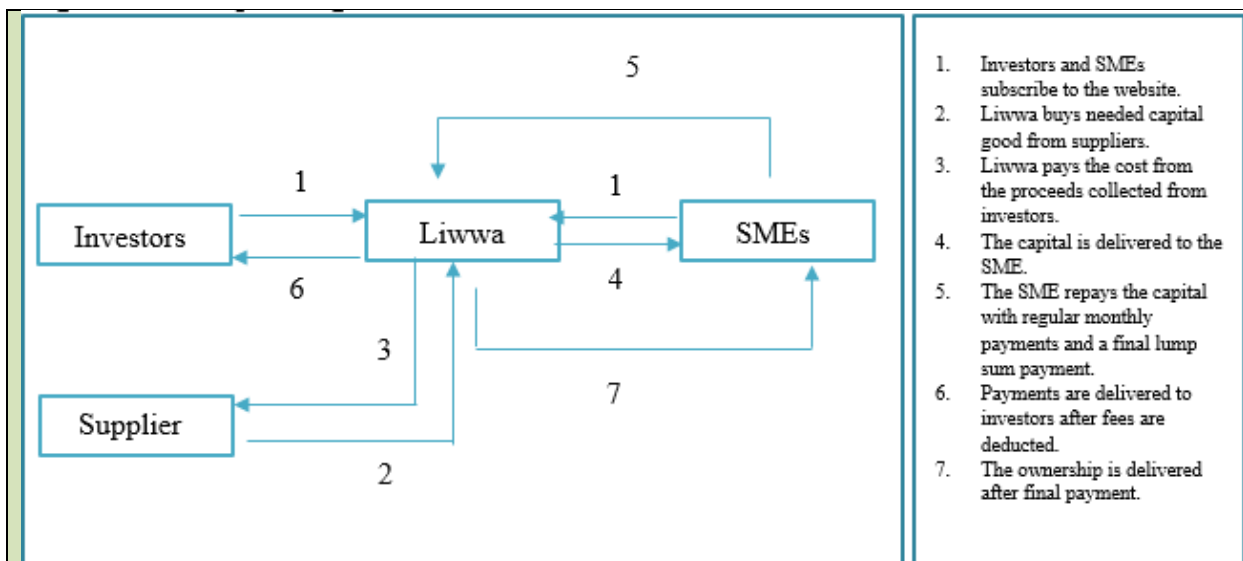 5
1
1
Investors
Liwwa
SMEs
6
4
3
7
Supplier
2
1. Investors and SMEs
subscribe to the website.
2. Liwwa buys needed capital
good from suppliers.
3. Liwwa pays the cost from
the proceeds collected from
investors.
4. The capital is delivered to the
SME.
5. The SME repays the capital
with regular monthly
payments and a final lump
sum payment.
6. Payments are delivered to
investors after fees are
deducted.
7. The ownership is delivered
after final payment.